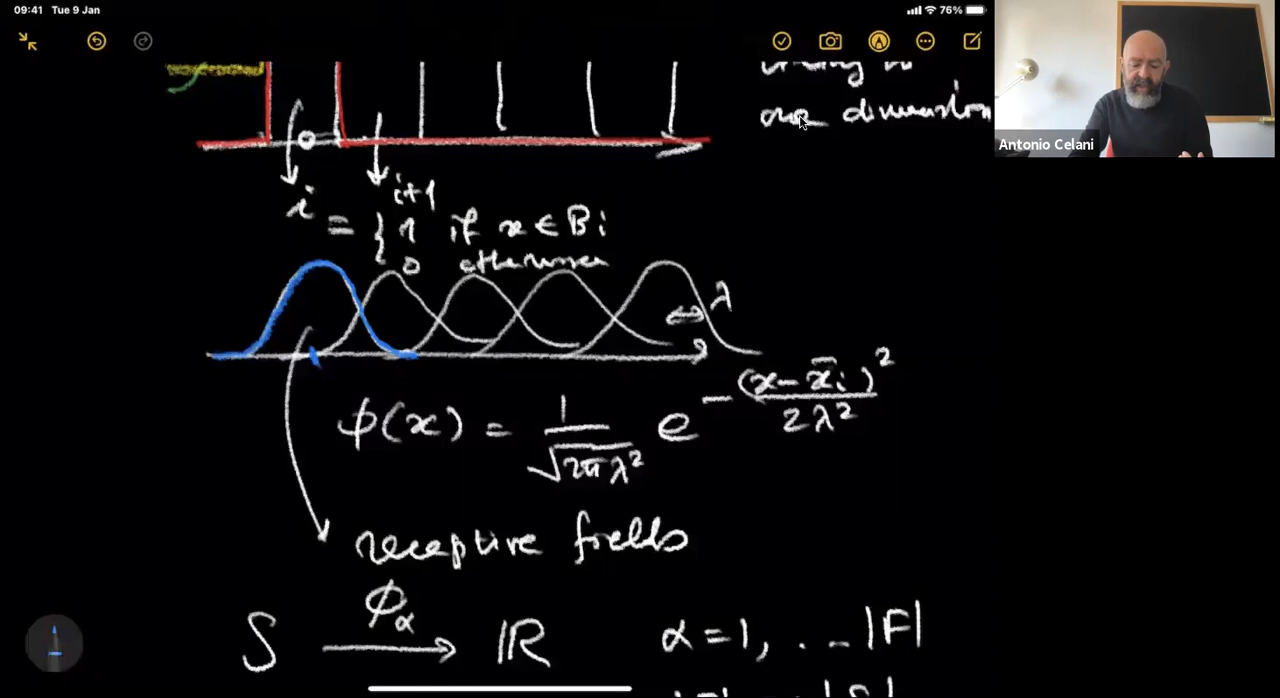 09:41 Tue 9 Jan 76%
one dimension
Antonio Celani
i i+1
= { 1 if x ∈ Bi
0 otherwise
λ
ϕ(x) = 1/√2πλ² e^-(x-x̄i)²/2λ²
receptive fields
S ϕα→ ℝ α = 1, ... |F|